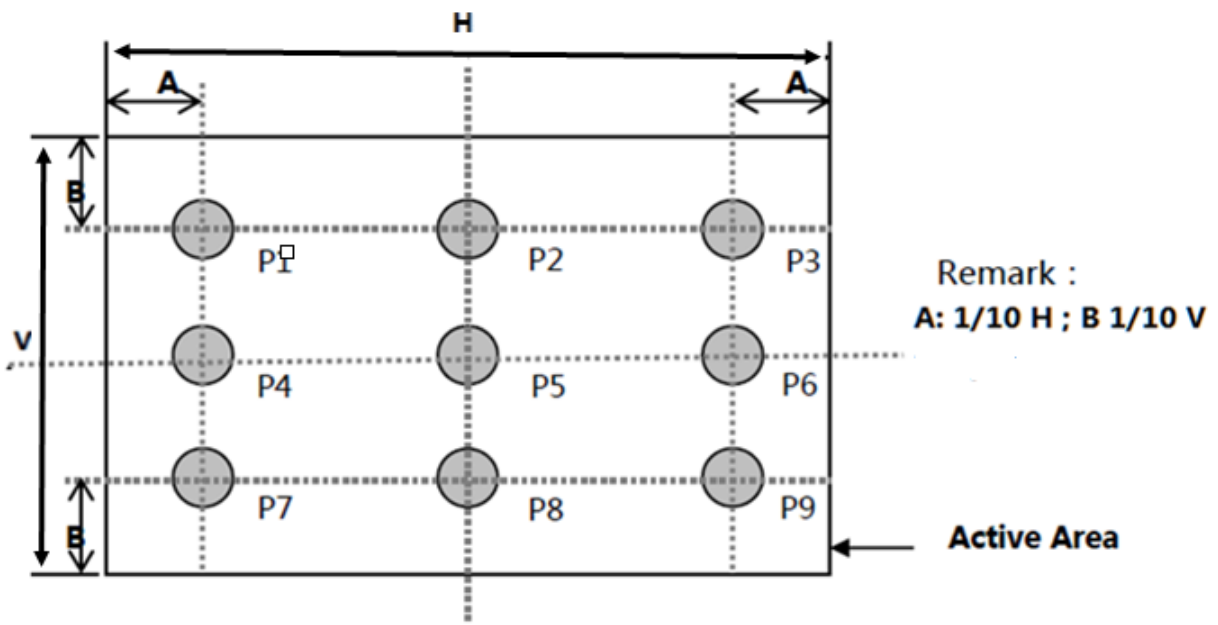 H
A
A
B
P1
P2
P3
Remark :
A: 1/10 H ; B 1/10 V
V
P4
P5
P6
P7
P8
P9
B
Active Area